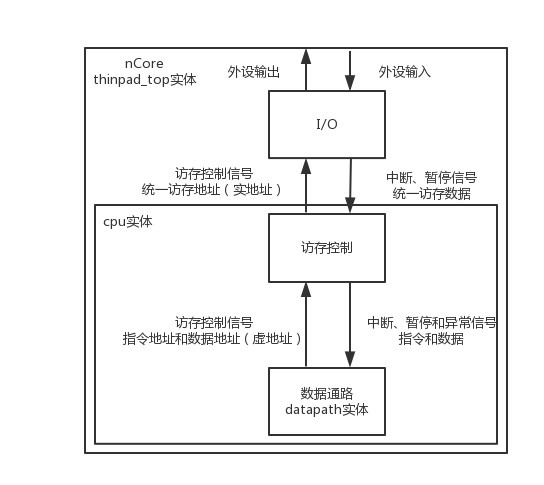 nCore
thinpad_top实体
外设输出
外设输入
I/O
访存控制信号
统一访存地址（实地址）
中断、暂停信号
统一访存数据
cpu实体
访存控制
访存控制信号
指令地址和数据地址（虚地址）
中断、暂停和异常信号
指令和数据
数据通路
datapath实体